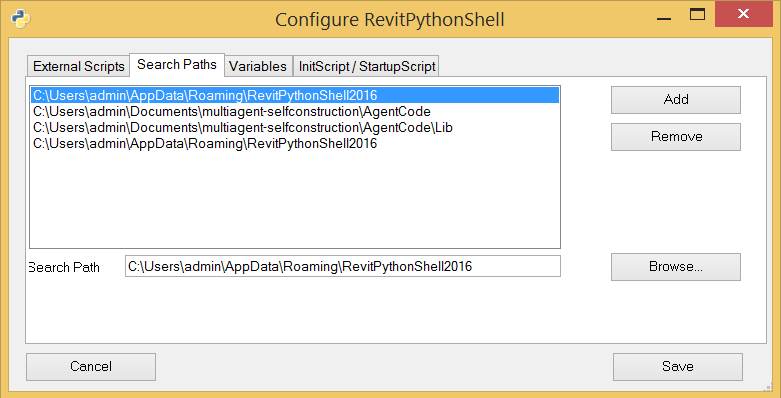 Configure RevitPythonShell
External Scripts
Search Paths
Variables
InitScript / StartupScript
C:\Users\admin\AppData\Roaming\RevitPythonShell2016
C:\Users\admin\Documents\multiagent-selfconstruction\AgentCode
C:\Users\admin\Documents\multiagent-selfconstruction\AgentCode\Lib
C:\Users\admin\AppData\Roaming\RevitPythonShell2016
Add
Remove
Search Path
C:\Users\admin\AppData\Roaming\RevitPythonShell2016
Browse...
Cancel
Save